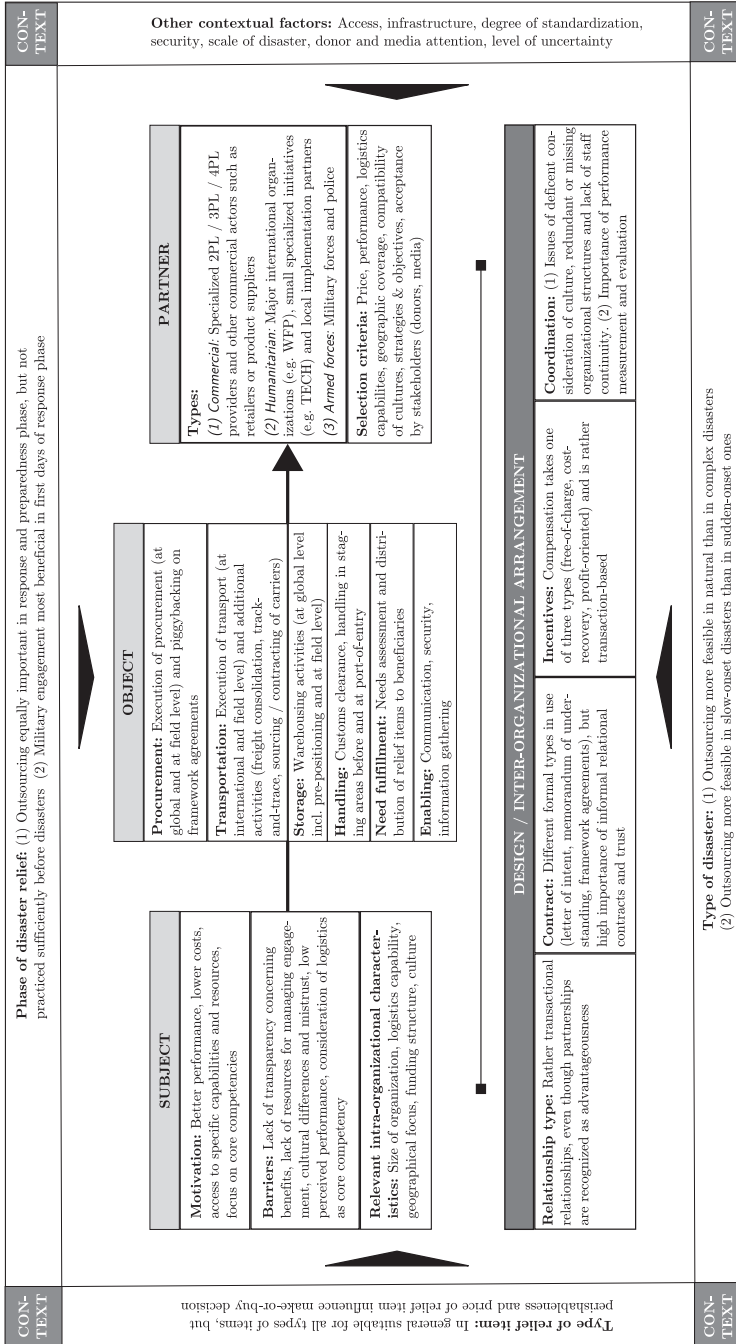 CON-
TEXT
Phase of disaster relief: (1) Outsourcing equally important in response and preparedness phase, but not
practiced sufficiently before disasters (2) Military engagement most beneficial in first days of response phase
CON-
TEXT
Type of relief item: In general suitable for all types of items, but
perishableness and price of relief item influence make-or-buy decision
SUBJECT
Motivation: Better performance, lower costs,
access to specific capabilities and resources,
focus on core competencies
Barriers: Lack of transparency concerning
benefits, lack of resources for managing engage-
ment, cultural differences and mistrust, low
perceived performance, consideration of logistics
as core competency
Relevant intra-organizational character-
istics: Size of organization, logistics capability,
geographical focus, funding structure, culture
OBJECT
Procurement: Execution of procurement (at
global and at field level) and piggybacking on
framework agreements
Transportation: Execution of transport (at
international and field level) and additional
activities (freight consolidation, track-
and-trace, sourcing / contracting of carriers)
Storage: Warehousing activities (at global level
incl. pre-positioning and at field level)
Handling: Customs clearance, handling in stag-
ing areas before and at port-of-entry
Need fulfillment: Needs assessment and distri-
bution of relief items to beneficiaries
Enabling: Communication, security,
information gathering
PARTNER
Types:
(1) Commercial: Specialized 2PL / 3PL / 4PL
providers and other commercial actors such as
retailers or product suppliers
(2) Humanitarian: Major international organ-
izations (e.g. WFP), small specialized initiatives
(e.g. TECH) and local implementation partners
(3) Armed forces: Military forces and police
Selection criteria: Price, performance, logistics
capabilites, geographic coverage, compatibility
of cultures, strategies & objectives, acceptance
by stakeholders (donors, media)
Other contextual factors: Access, infrastructure, degree of standardization,
security, scale of disaster, donor and media attention, level of uncertainty
DESIGN / INTER-ORGANIZATIONAL ARRANGEMENT
Relationship type: Rather transactional
relationships, even though partnerships
are recognized as advantageousness
Contract: Different formal types in use
(letter of intent, memorandum of under-
standing, framework agreements), but
high importance of informal relational
contracts and trust
Incentives: Compensation takes one
of three types (free-of-charge, cost-
recovery, profit-oriented) and is rather
transaction-based
Coordination: (1) Issues of deficent con-
sideration of culture, redundant or missing
organizational structures and lack of staff
continuity. (2) Importance of performance
measurement and evaluation
CON-
TEXT
Type of disaster: (1) Outsourcing more feasible in natural than in complex disasters
(2) Outsourcing more feasible in slow-onset disasters than in sudden-onset ones
CON-
TEXT